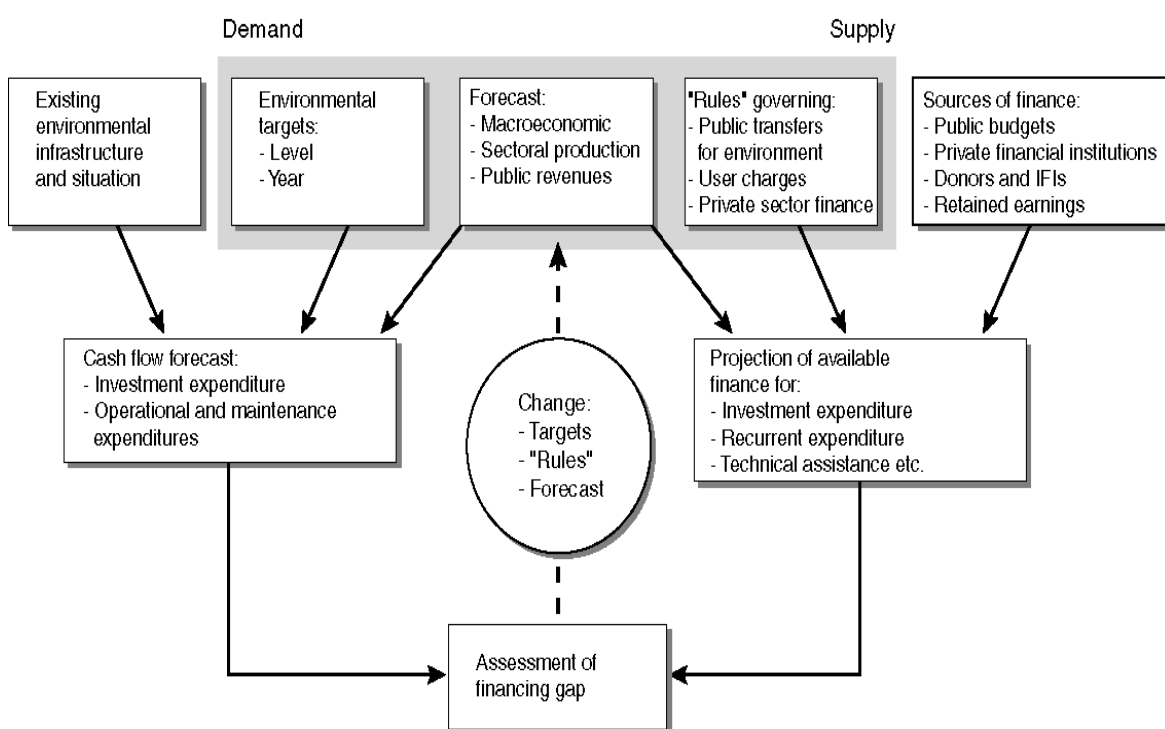 Demand
Supply
Existing
environmental
infrastructure
and situation
Environmental
targets:
- Level
- Year
Forecast:
- Macroeconomic
- Sectoral production
- Public revenues
"Rules" governing:
- Public transfers
for environment
- User charges
- Private sector finance
Sources of finance:
- Public budgets
- Private financial institutions
- Donors and IFIs
- Retained earnings
Cash flow forecast:
- Investment expenditure
- Operational and maintenance
expenditures
Change:
- Targets
- "Rules"
- Forecast
Projection of available
finance for:
- Investment expenditure
- Recurrent expenditure
- Technical assistance etc.
Assessment of
financing gap